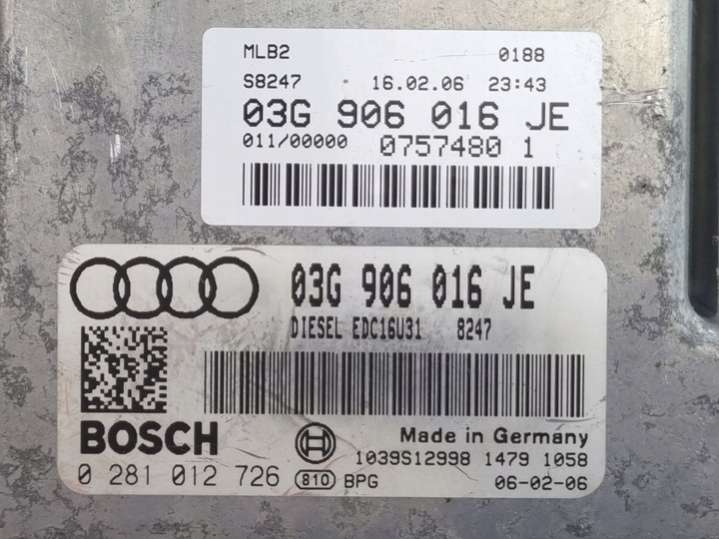 MLB2 0188
S8247 - 16.02.06 23:43
03G 906 016 JE
011/00000 0757480 1
03G 906 016 JE
DIESEL EDC16U31 8247
BOSCH
Made in Germany
1039S12998 1479 1058
0 281 012 726 810 BPG 06-02-06